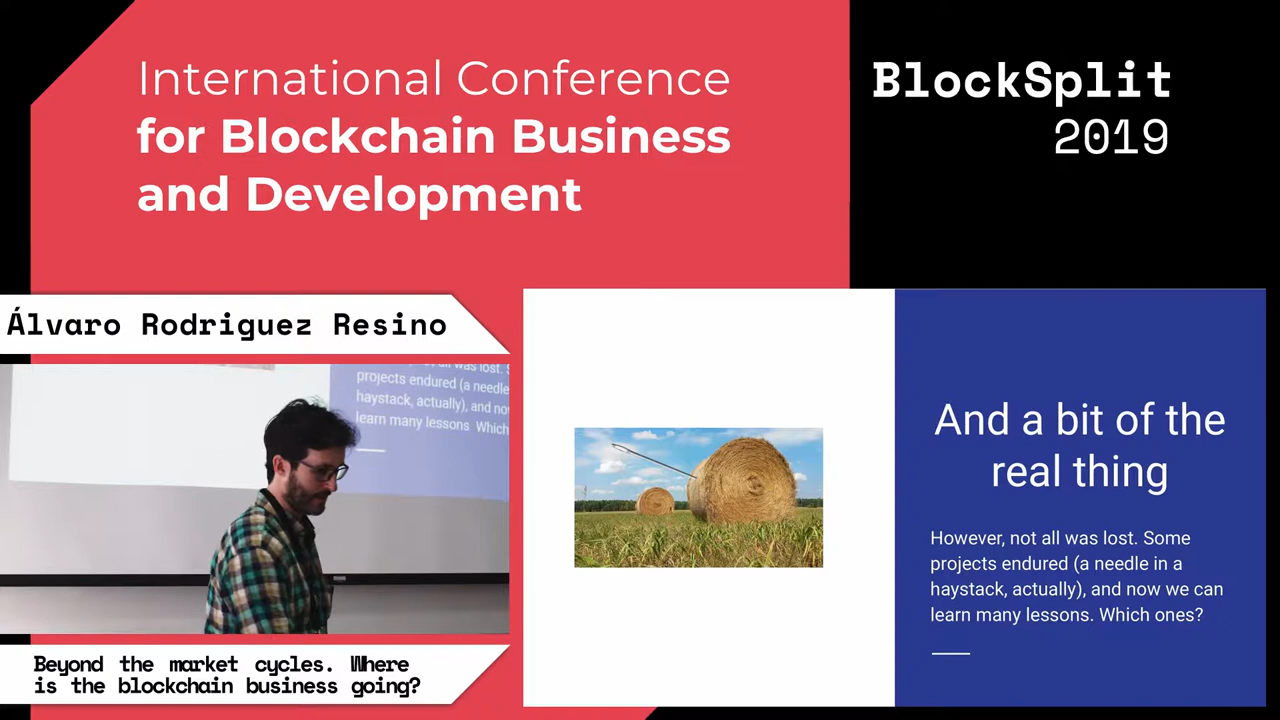 International Conference
for Blockchain Business
and Development
BlockSplit
2019
Álvaro Rodriguez Resino
all was lost. S
projects endured (a needle
haystack, actually), and no
learn many lessons Which
Beyond the market cycles. Where
is the blockchain business going?
And a bit of the
real thing
However, not all was lost. Some
projects endured (a needle in a
haystack, actually), and now we can
learn many lessons. Which ones?